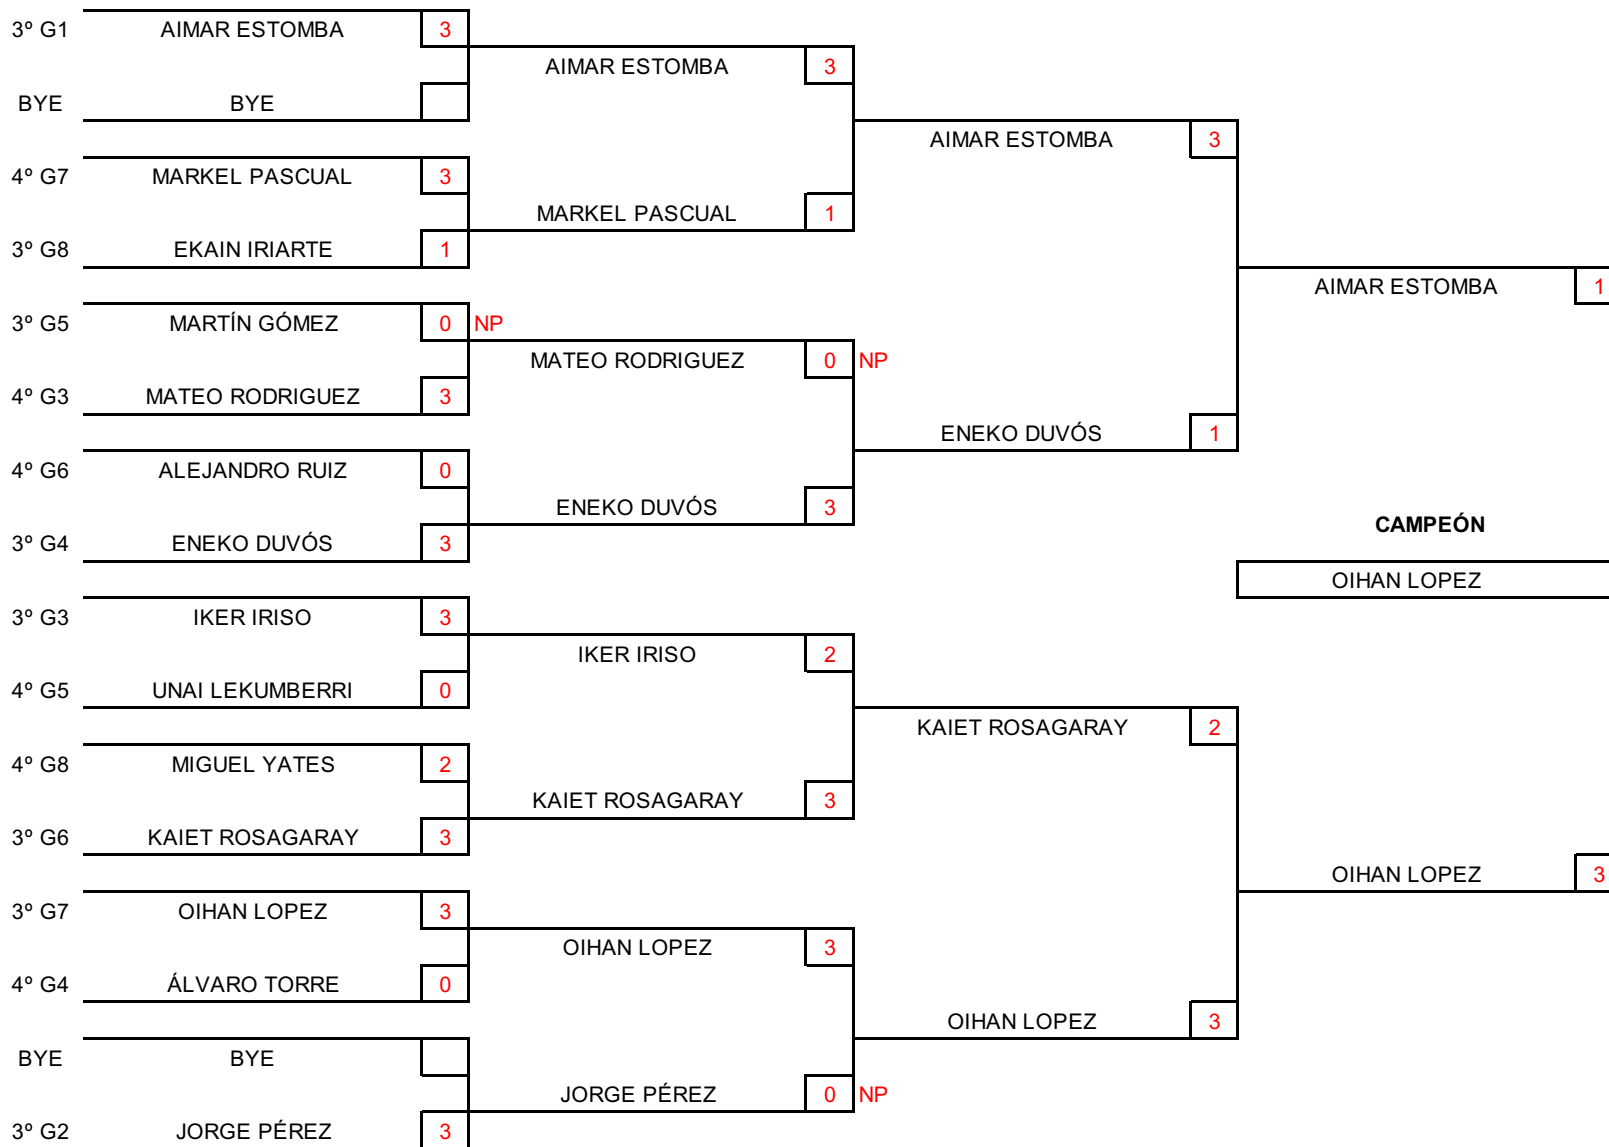 3º G1 AIMAR ESTOMBA 3
AIMAR ESTOMBA 3
BYE BYE
AIMAR ESTOMBA 3
4º G7 MARKEL PASCUAL 3
MARKEL PASCUAL 1
3º G8 EKAIN IRIARTE 1
AIMAR ESTOMBA 1
3º G5 MARTÍN GÓMEZ 0 NP
MATEO RODRIGUEZ 0 NP
4º G3 MATEO RODRIGUEZ 3
ENEKO DUVÓS 1
4º G6 ALEJANDRO RUIZ 0
ENEKO DUVÓS 3
CAMPEÓN
3º G4 ENEKO DUVÓS 3
OIHAN LOPEZ
3º G3 IKER IRISO 3
IKER IRISO 2
4º G5 UNAI LEKUMBERRI 0
KAIET ROSAGARAY 2
4º G8 MIGUEL YATES 2
KAIET ROSAGARAY 3
3º G6 KAIET ROSAGARAY 3
OIHAN LOPEZ 3
3º G7 OIHAN LOPEZ 3
OIHAN LOPEZ 3
4º G4 ÁLVARO TORRE 0
OIHAN LOPEZ 3
BYE BYE
JORGE PÉREZ 0 NP
3º G2 JORGE PÉREZ 3